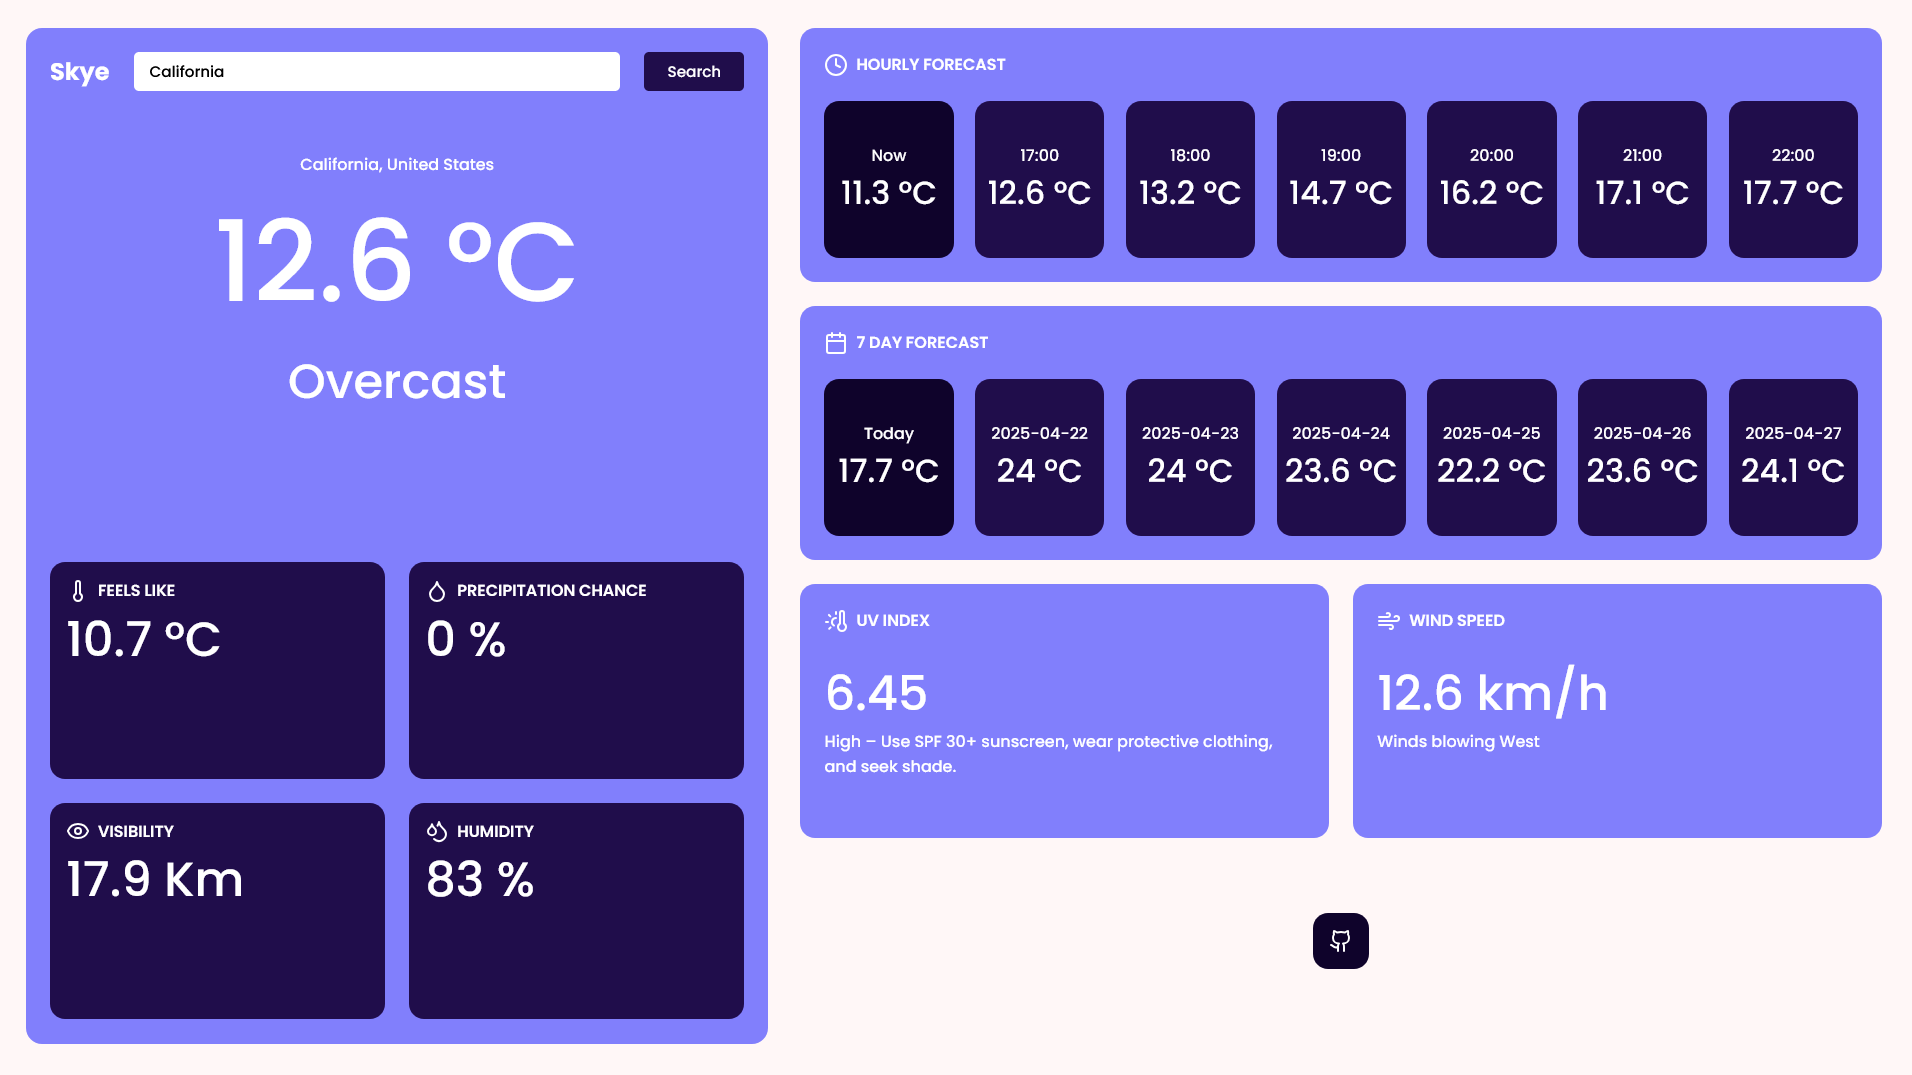 Skye
California
Search
California, United States
12.6 °C
Overcast
FEELS LIKE
10.7 °C
PRECIPITATION CHANCE
0 %
VISIBILITY
17.9 Km
HUMIDITY
83 %
HOURLY FORECAST
Now
11.3 °C
17:00
12.6 °C
18:00
13.2 °C
19:00
14.7 °C
20:00
16.2 °C
21:00
17.1 °C
22:00
17.7 °C
7 DAY FORECAST
Today
17.7 °C
2025-04-22
24 °C
2025-04-23
24 °C
2025-04-24
23.6 °C
2025-04-25
22.2 °C
2025-04-26
23.6 °C
2025-04-27
24.1 °C
UV INDEX
6.45
High – Use SPF 30+ sunscreen, wear protective clothing,
and seek shade.
WIND SPEED
12.6 km/h
Winds blowing West